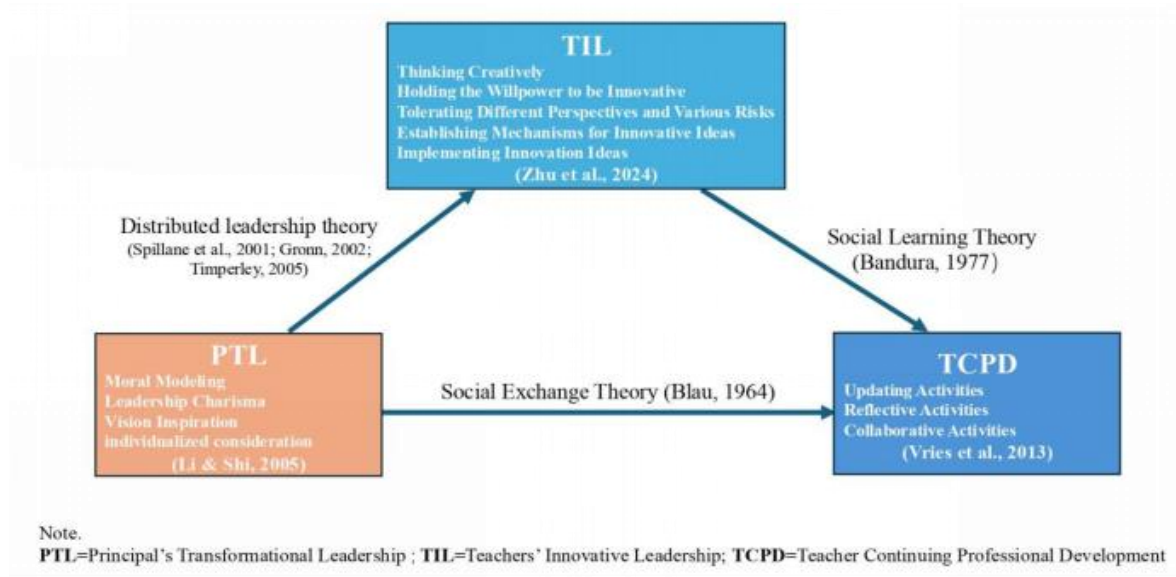 TIL
Thinking Creatively
Holding the Willpower to be Innovative
Tolerating Different Perspectives and Various Risks
Establishing Mechanisms for Innovative Ideas
Implementing Innovation Ideas
(Zhu et al., 2024)
Distributed leadership theory
(Spillane et al., 2001; Gronn, 2002;
Timperley, 2005)
Social Learning Theory
(Bandura, 1977)
PTL
Moral Modeling
Leadership Charisma
Vision Inspiration
individualized consideration
(Li & Shi, 2005)
Social Exchange Theory (Blau, 1964)
TCPD
Updating Activities
Reflective Activities
Collaborative Activities
(Vries et al., 2013)
Note.
PTL=Principal's Transformational Leadership ; TIL=Teachers' Innovative Leadership; TCPD=Teacher Continuing Professional Development